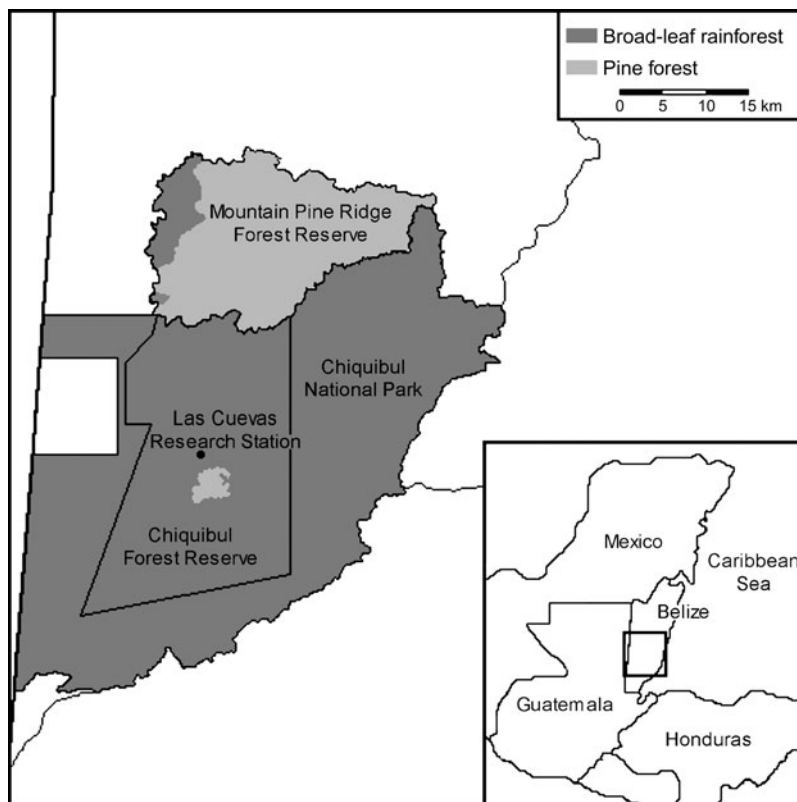 Broad-leaf rainforest
Pine forest
0 5 10 15 km
Mountain Pine Ridge
Forest Reserve
Chiquibul
National Park
Las Cuevas
Research Station
Chiquibul
Forest Reserve
Mexico
Caribbean
Sea
Belize
Guatemala
Honduras